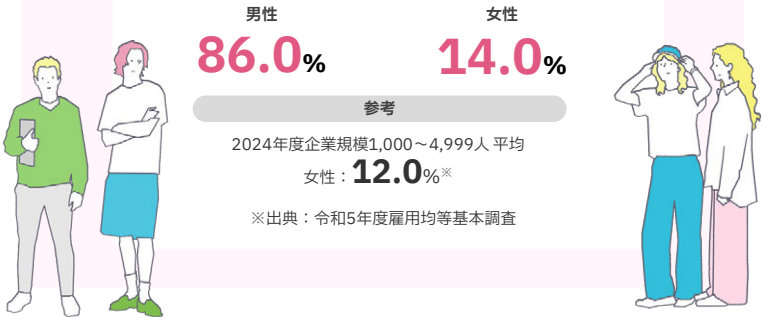 男性
女性
86.0%
14.0%
参考
2024年度企業規模1,000～4,999人 平均
女性：12.0%※
※出典：令和5年度雇用均等基本調査